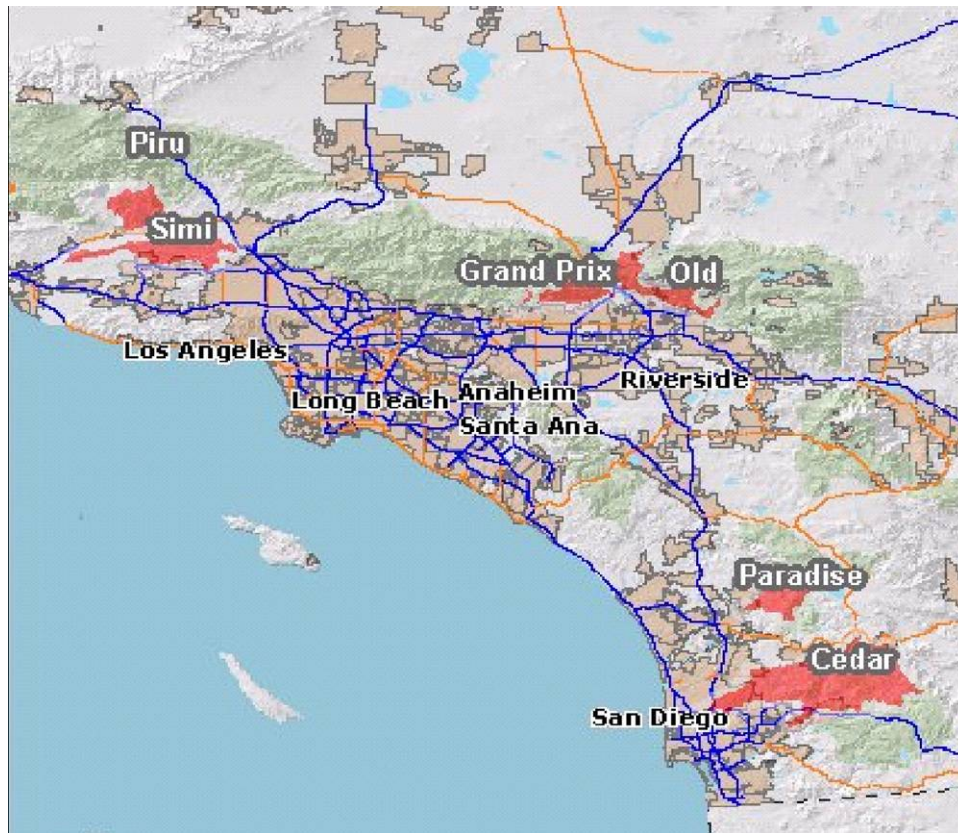 Piru
Simi
Grand Prix
Old
Los Angeles
Riverside
Long Beach
Anaheim
Santa Ana
Paradise
Cedar
San Diego